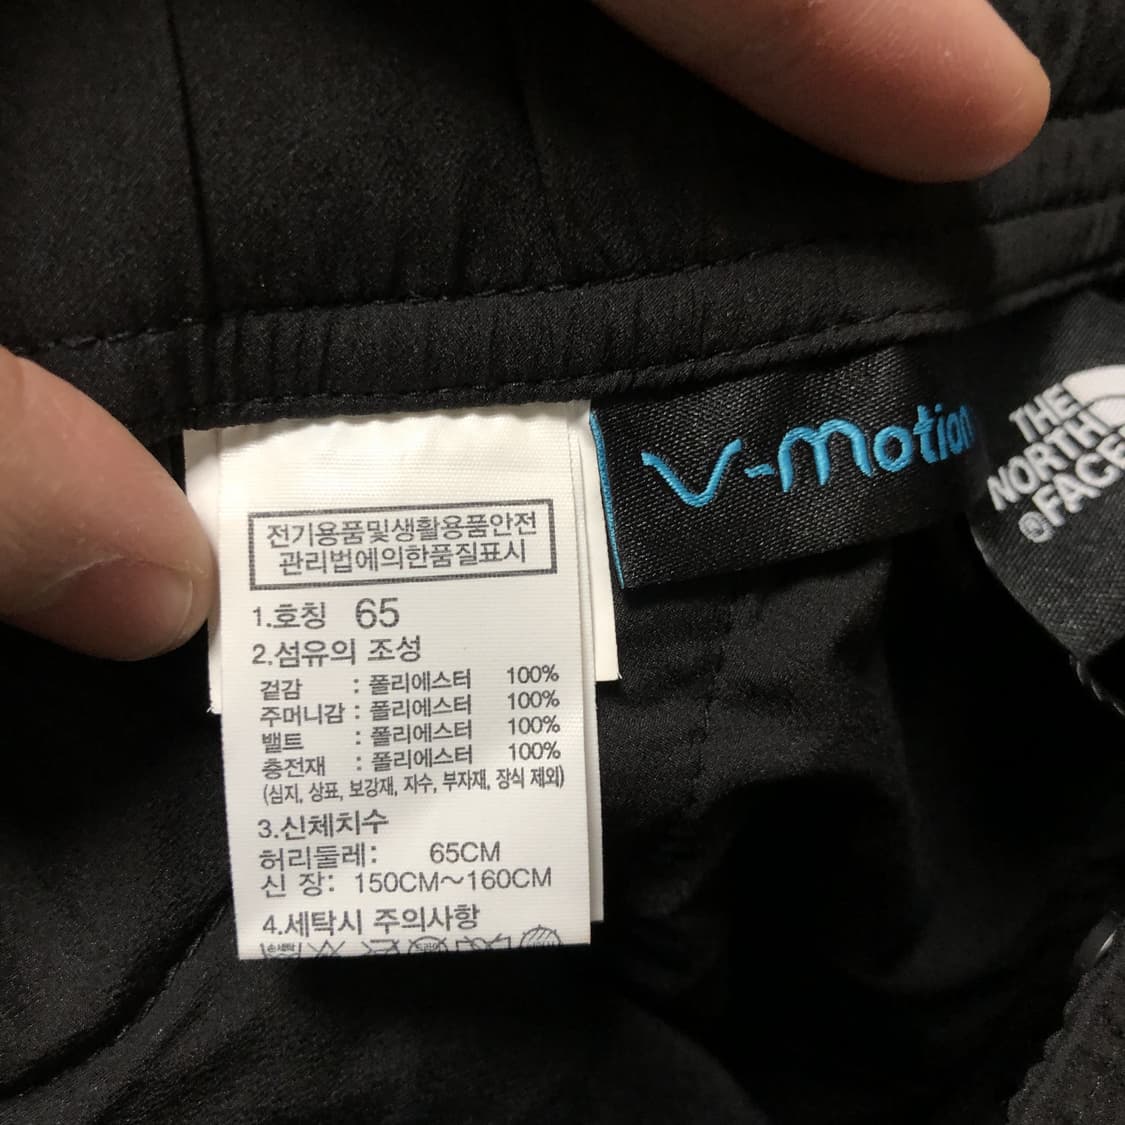 전기용품및생활용품안전
관리법에의한품질표시
1.호칭 65
2.섬유의 조성
겉감 : 폴리에스터 100%
주머니감 : 폴리에스터 100%
밸트 : 폴리에스터 100%
충전재 : 폴리에스터 100%
(심지, 상표, 보강재, 자수, 부자재, 장식 제외)
3.신체치수
허리둘레: 65CM
신 장: 150CM~160CM
4.세탁시 주의사항
V-Motion
THE
NORTH
FACE